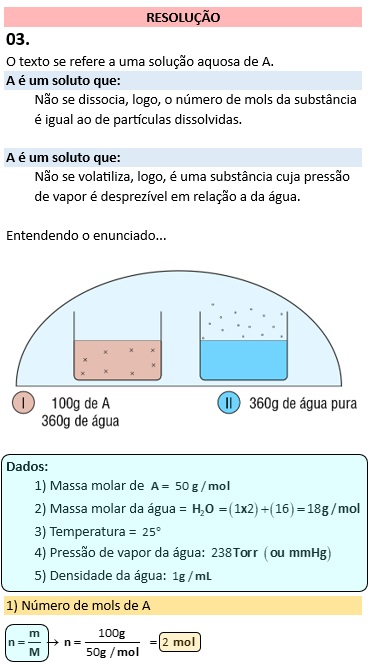 RESOLUÇÃO
03.
O texto se refere a uma solução aquosa de A.
A é um soluto que:
Não se dissocia, logo, o número de mols da substância
é igual ao de partículas dissolvidas.
A é um soluto que:
Não se volatiliza, logo, é uma substância cuja pressão
de vapor é desprezível em relação a da água.
Entendendo o enunciado...
I 100g de A
360g de água
II 360g de água pura
Dados:
1) Massa molar de A = 50 g / mol
2) Massa molar da água = H₂O = (1x2) + (16) = 18 g / mol
3) Temperatura = 25°
4) Pressão de vapor da água: 238 Torr ( ou mmHg)
5) Densidade da água: 1g / mL
1) Número de mols de A
n = m/M → n = 100g / 50g / mol = 2 mol